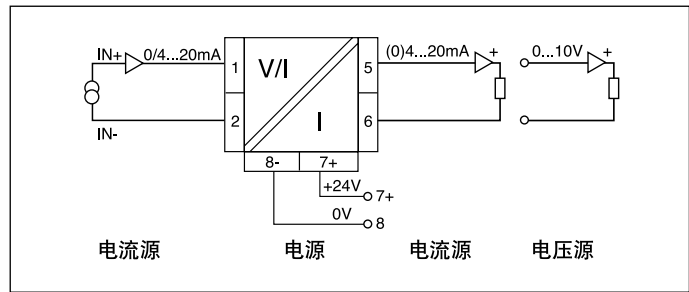 IN+ 0/4...20mA 1 V/I 5 (0)4...20mA + 0...10V +
IN- 2 I 6
8- 7+
+24V 7+
0V 8
电流源 电源 电流源 电压源